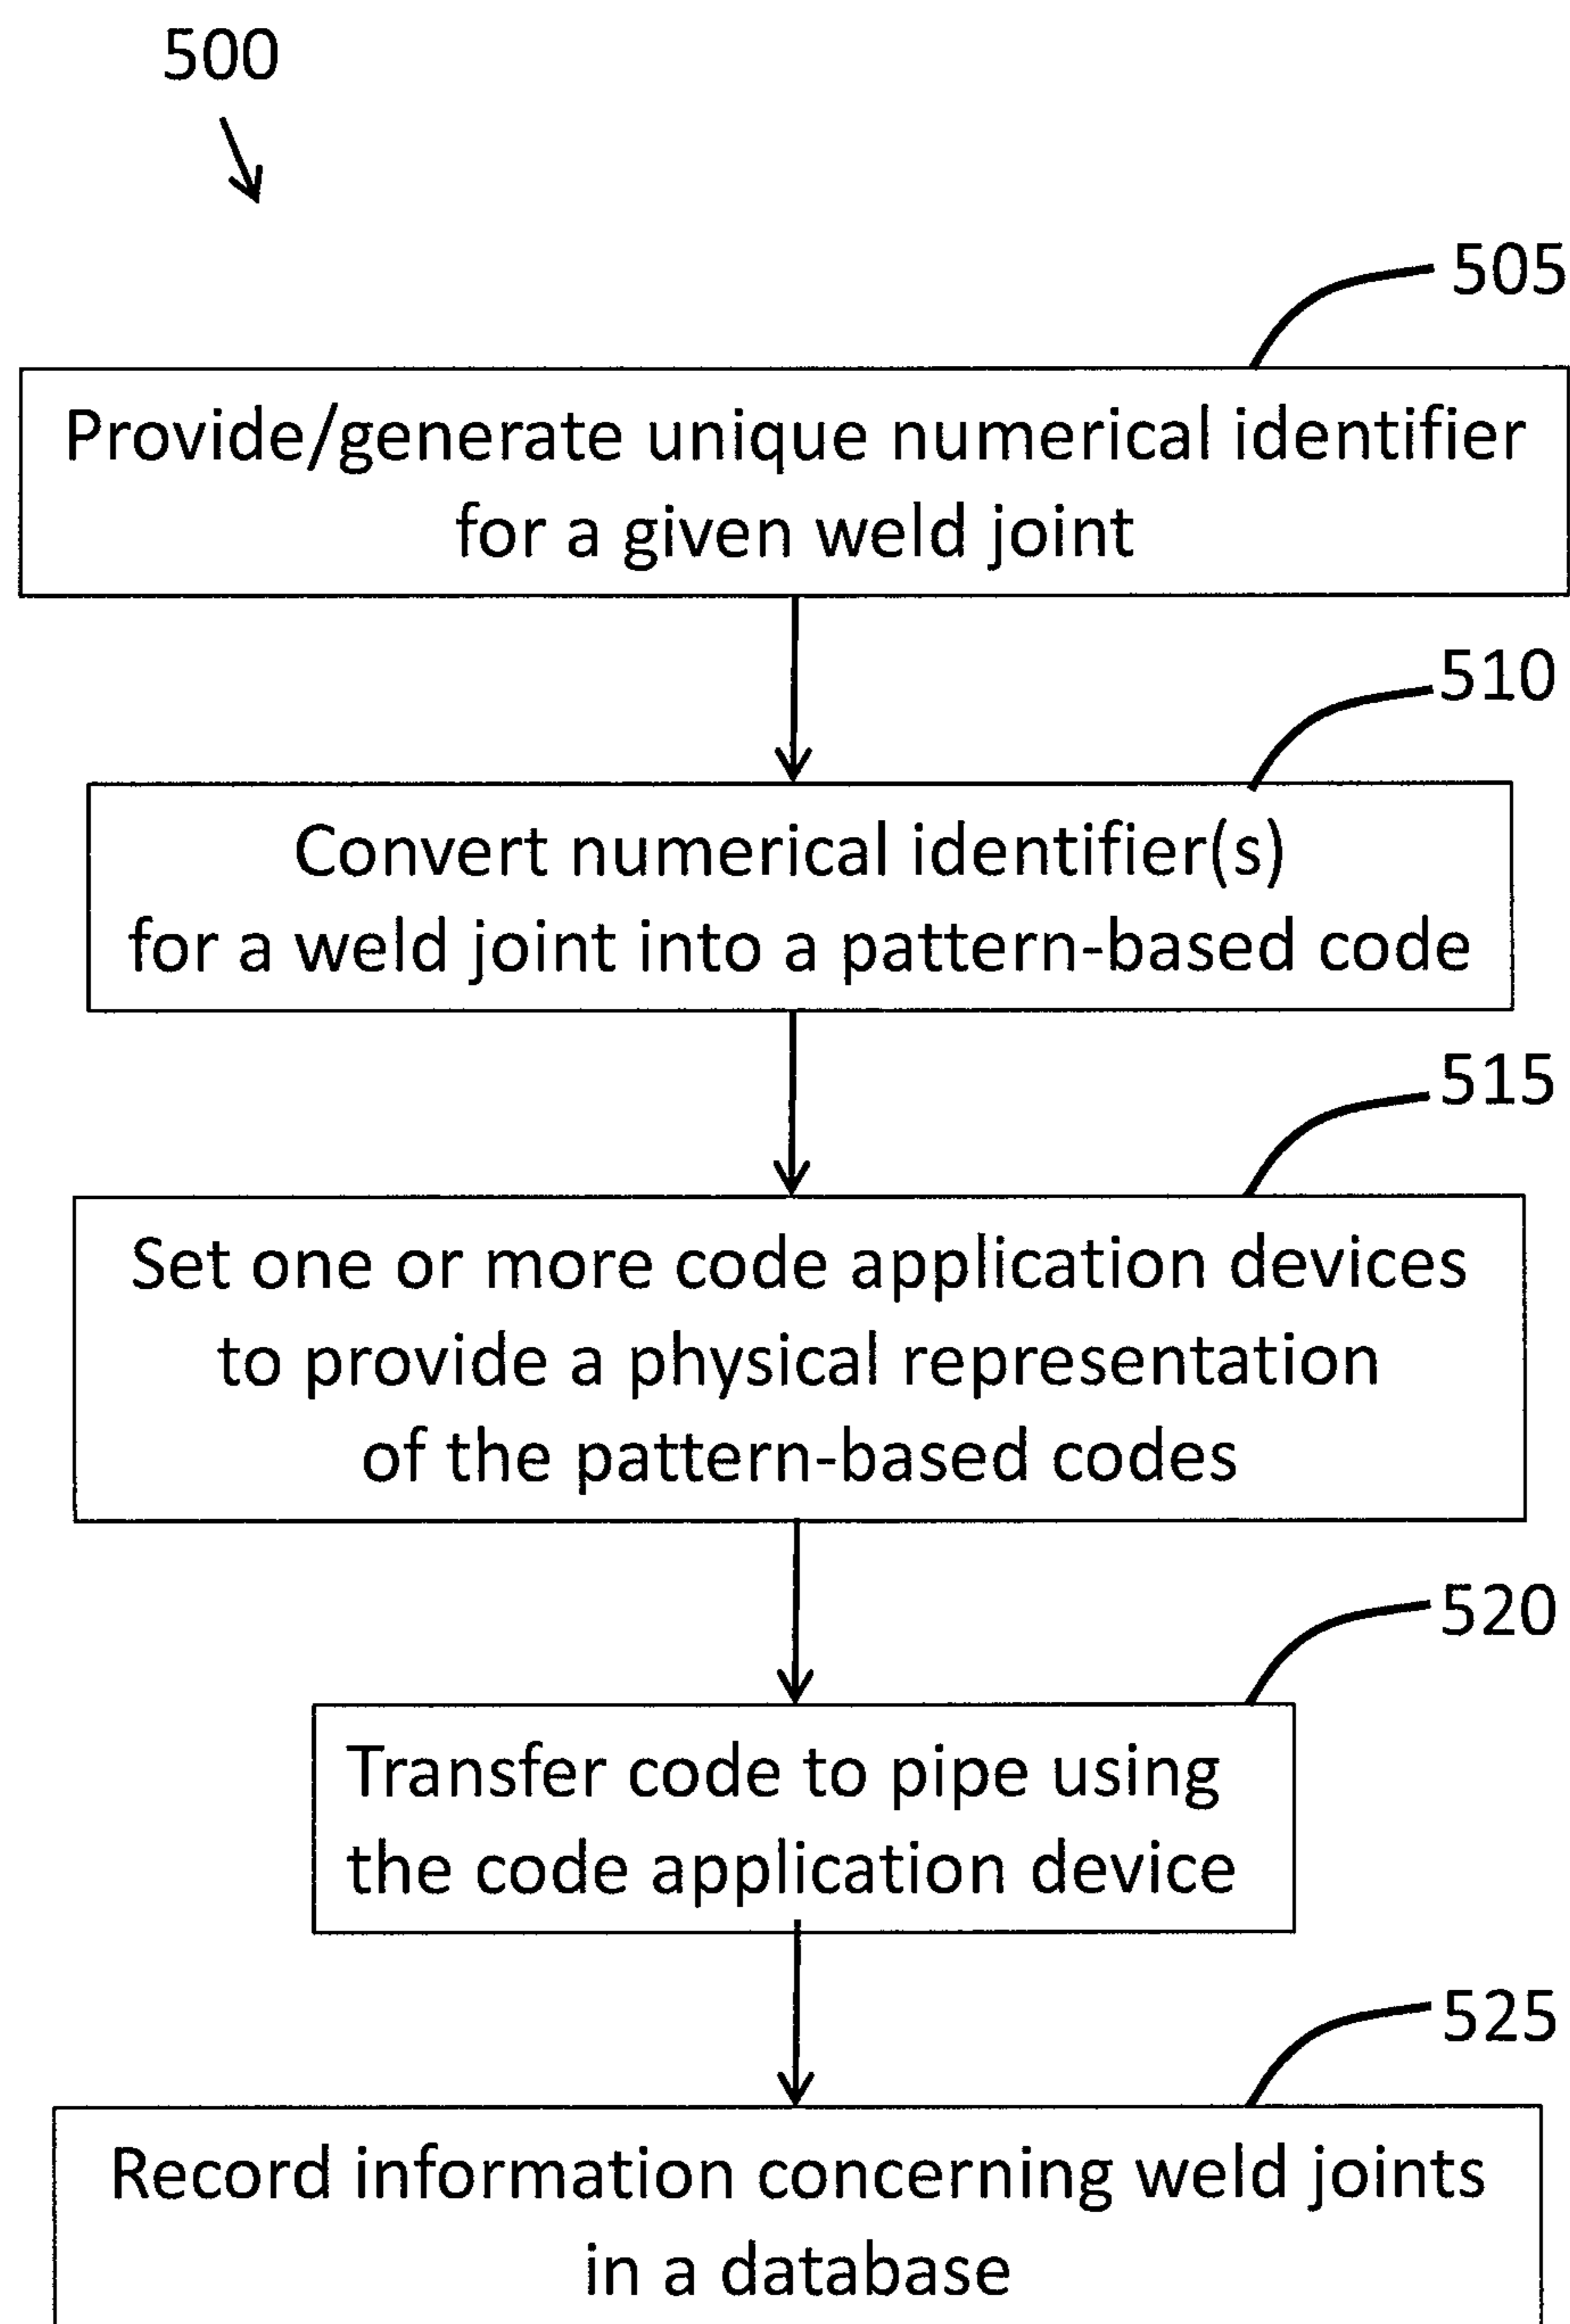 500
505
Provide/generate unique numerical identifier
for a given weld joint
510
Convert numerical identifier(s)
for a weld joint into a pattern-based code
515
Set one or more code application devices
to provide a physical representation
of the pattern-based codes
520
Transfer code to pipe using
the code application device
525
Record information concerning weld joints
in a database